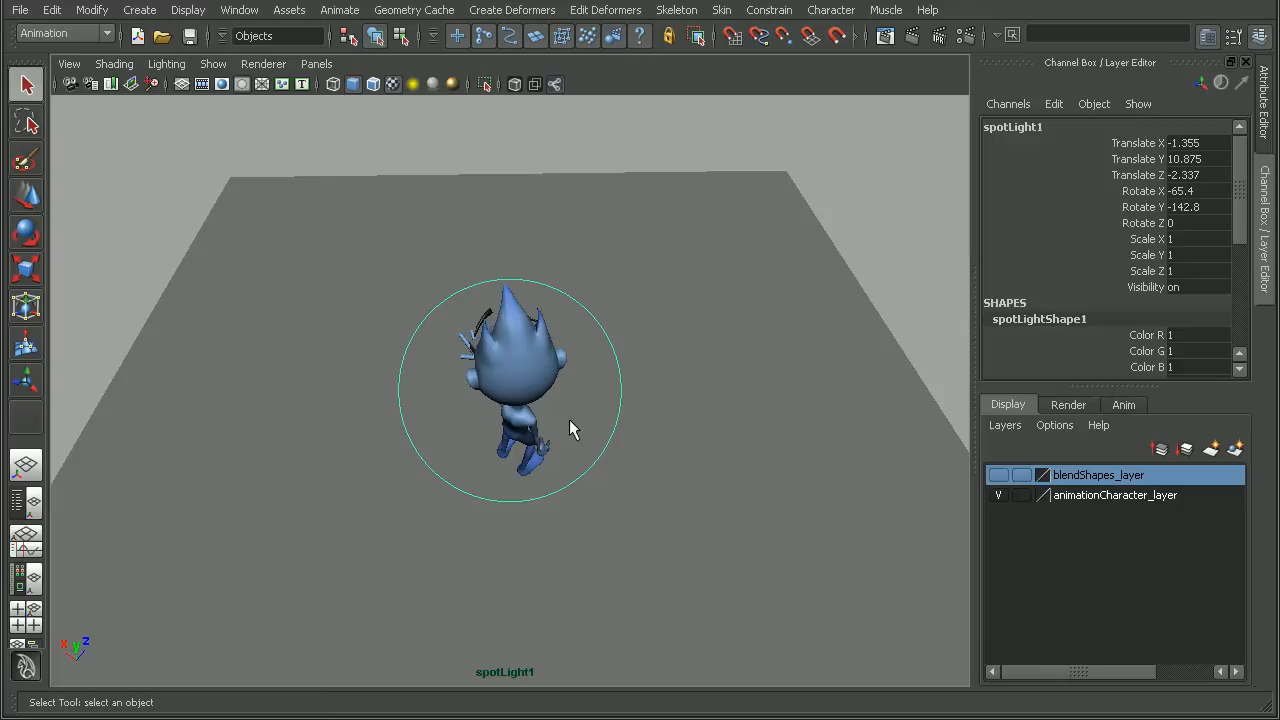 File Edit Modify Create Display Window Assets Animate Geometry Cache Create Deformers Edit Deformers Skeleton Skin Constrain Character Muscle Help
Animation Objects
View Shading Lighting Show Renderer Panels
Channel Box / Layer Editor
Channels Edit Object Show
spotLight1
Translate X -1.355
Translate Y 10.875
Translate Z -2.337
Rotate X -65.4
Rotate Y -142.8
Rotate Z 0
Scale X 1
Scale Y 1
Scale Z 1
Visibility on
SHAPES
spotLightShape1
Color R 1
Color G 1
Color B 1
Attribute Editor
Channel Box / Layer Editor
Display Render Anim
Layers Options Help
blendShapes_layer
V animationCharacter_layer
x y z
spotLight1
Select Tool: select an object